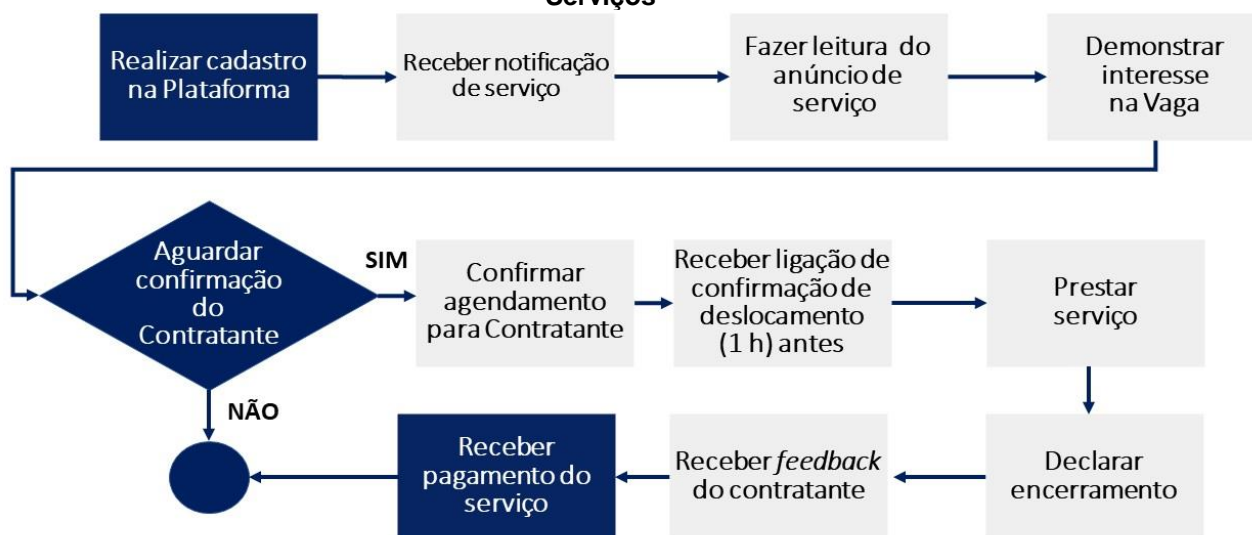 Serviços
Realizar cadastro
na Plataforma
Receber notificação
de serviço
Fazer leitura do
anúncio de
serviço
Demonstrar
interesse
na Vaga
Aguardar
confirmação
do
Contratante
SIM
Confirmar
agendamento
para Contratante
Receber ligação de
confirmação de
deslocamento
(1 h) antes
Prestar
serviço
NÃO
Receber
pagamento do
serviço
Receber feedback
do contratante
Declarar
encerramento